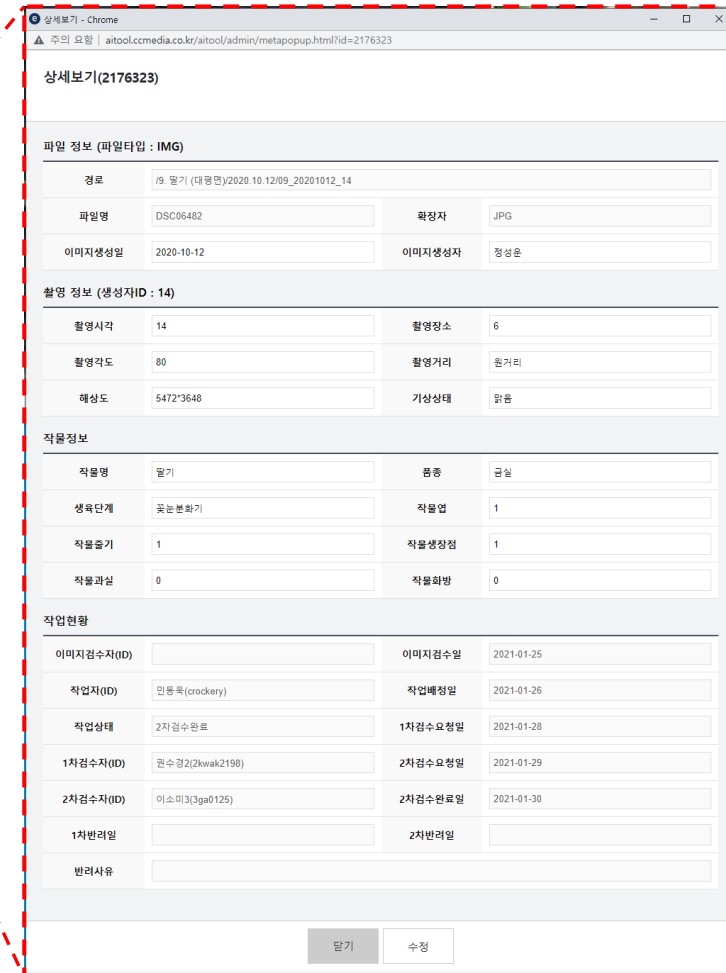 상세보기 - Chrome
주의 요함 | aitool.ccmedia.co.kr/aitool/admin/metapopup.html?id=2176323
상세보기(2176323)
파일 정보 (파일타입 : IMG)
경로 /9. 딸기 (대평면)/2020.10.12/09_20201012_14
파일명 DSC06482 확장자 JPG
이미지생성일 2020-10-12 이미지생성자 정성운
촬영 정보 (생성자ID : 14)
촬영시각 14 촬영장소 6
촬영각도 80 촬영거리 원거리
해상도 5472*3648 기상상태 맑음
작물정보
작물명 딸기 품종 금실
생육단계 꽃눈분화기 작물엽 1
작물줄기 1 작물생장점 1
작물과실 0 작물화방 0
작업현황
이미지검수자(ID) 이미지검수일 2021-01-25
작업자(ID) 민동욱(crockery) 작업배정일 2021-01-26
작업상태 2차검수완료 1차검수요청일 2021-01-28
1차검수자(ID) 권수경2(2kwak2198) 2차검수요청일 2021-01-29
2차검수자(ID) 이소미3(3ga0125) 2차검수완료일 2021-01-30
1차반려일 2차반려일
반려사유
닫기 수정